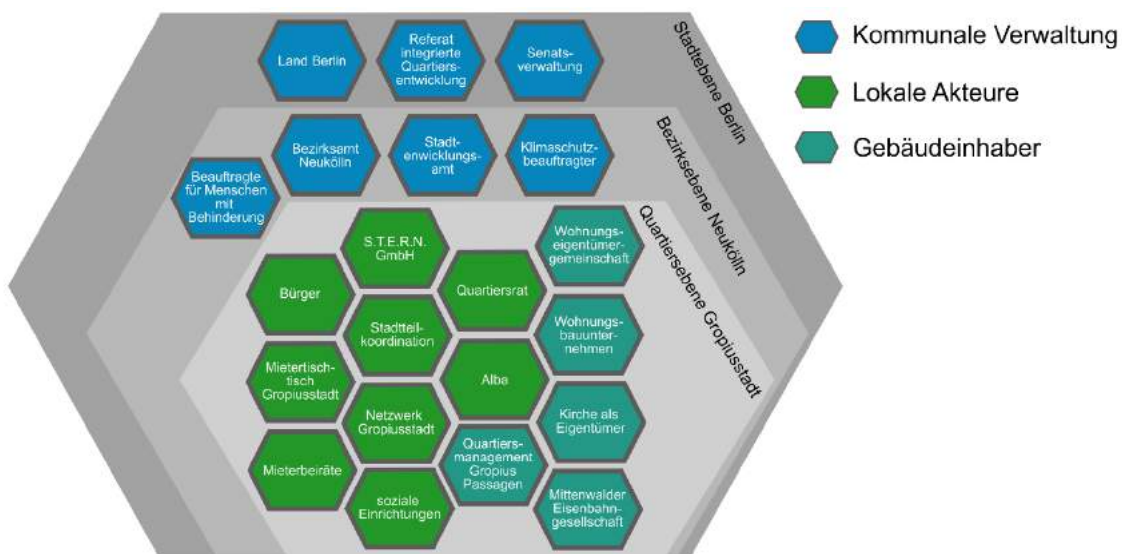 Land Berlin
Referat
integrierte
Quartiers-
entwicklung
Senats-
verwaltung
Stadtebene Berlin
Bezirksamt
Neukölln
Stadt-
enwicklungs-
amt
Klimaschutz-
beauftragter
Beauftragte
für Menschen
mit
Behinderung
Bezirksebene Neukölln
S.T.E.R.N.
GmbH
Wohnungs-
eigentümer-
gemeinschaft
Quartiersebene Gropiusstadt
Bürger
Quartiersrat
Stadtteil-
koordination
Wohnungs-
bauunter-
nehmen
Mietertisch-
tisch
Gropiusstadt
Alba
Netzwerk
Gropiusstadt
Kirche als
Eigentümer
Mieterbeiräte
Quartiers-
management
Gropius
Passagen
soziale
Einrichtungen
Mittenwalder
Eisenbahn-
gesellschaft
Kommunale Verwaltung
Lokale Akteure
Gebäudeinhaber